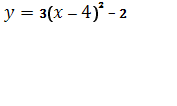 y = 3(x – 4)² – 2